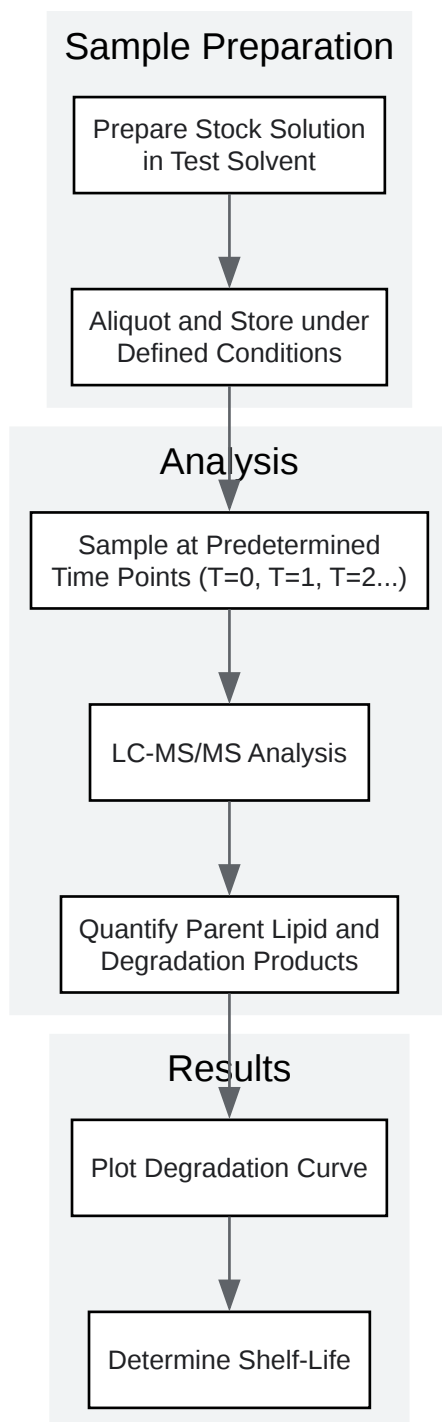 Sample Preparation
Prepare Stock Solution
in Test Solvent
Aliquot and Store under
Defined Conditions
Analysis
Sample at Predetermined
Time Points (T=0, T=1, T=2...)
LC-MS/MS Analysis
Quantify Parent Lipid and
Degradation Products
Results
Plot Degradation Curve
Determine Shelf-Life